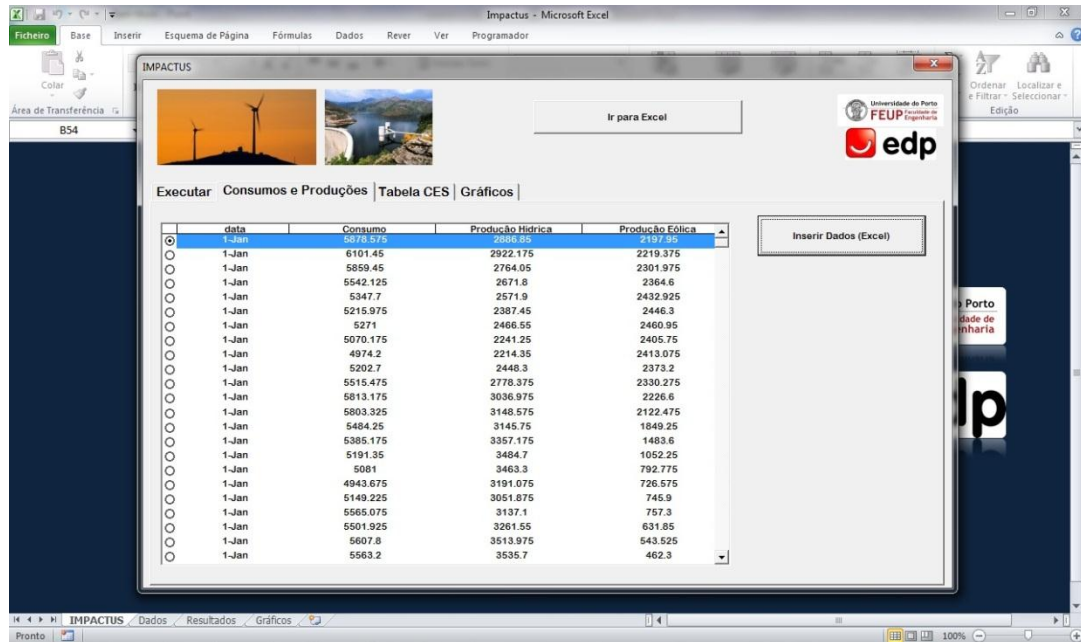 Impactus - Microsoft Excel
Ficheiro Base Inserir Esquema de Página Fórmulas Dados Rever Ver Programador
Colar
Área de Transferência
Ordenar e Filtrar Localizar e Seleccionar
Edição
B54
IMPACTUS
Ir para Excel
Universidade do Porto
FEUP Faculdade de Engenharia
edp
Executar Consumos e Produções Tabela CES Gráficos
data Consumo Produção Hidrica Produção Eólica
1-Jan 5878.575 2886.85 2197.95
1-Jan 6101.45 2922.175 2219.375
1-Jan 5859.45 2764.05 2301.975
1-Jan 5542.125 2671.8 2364.6
1-Jan 5347.7 2571.9 2432.925
1-Jan 5215.975 2387.45 2446.3
1-Jan 5271 2466.55 2460.95
1-Jan 5070.175 2241.25 2405.75
1-Jan 4974.2 2214.35 2413.075
1-Jan 5202.7 2448.3 2373.2
1-Jan 5515.475 2778.375 2330.275
1-Jan 5813.175 3036.975 2226.6
1-Jan 5803.325 3148.575 2122.475
1-Jan 5484.25 3145.75 1849.25
1-Jan 5385.175 3357.175 1483.6
1-Jan 5191.35 3484.7 1052.25
1-Jan 5081 3463.3 792.775
1-Jan 4943.675 3191.075 726.575
1-Jan 5149.225 3051.875 745.9
1-Jan 5565.075 3137.1 757.3
1-Jan 5501.925 3261.55 631.85
1-Jan 5607.8 3513.975 543.525
1-Jan 5563.2 3535.7 462.3
Inserir Dados (Excel)
Porto
dade de
enharia
dp
IMPACTUS Dados Resultados Gráficos
Pronto 100%